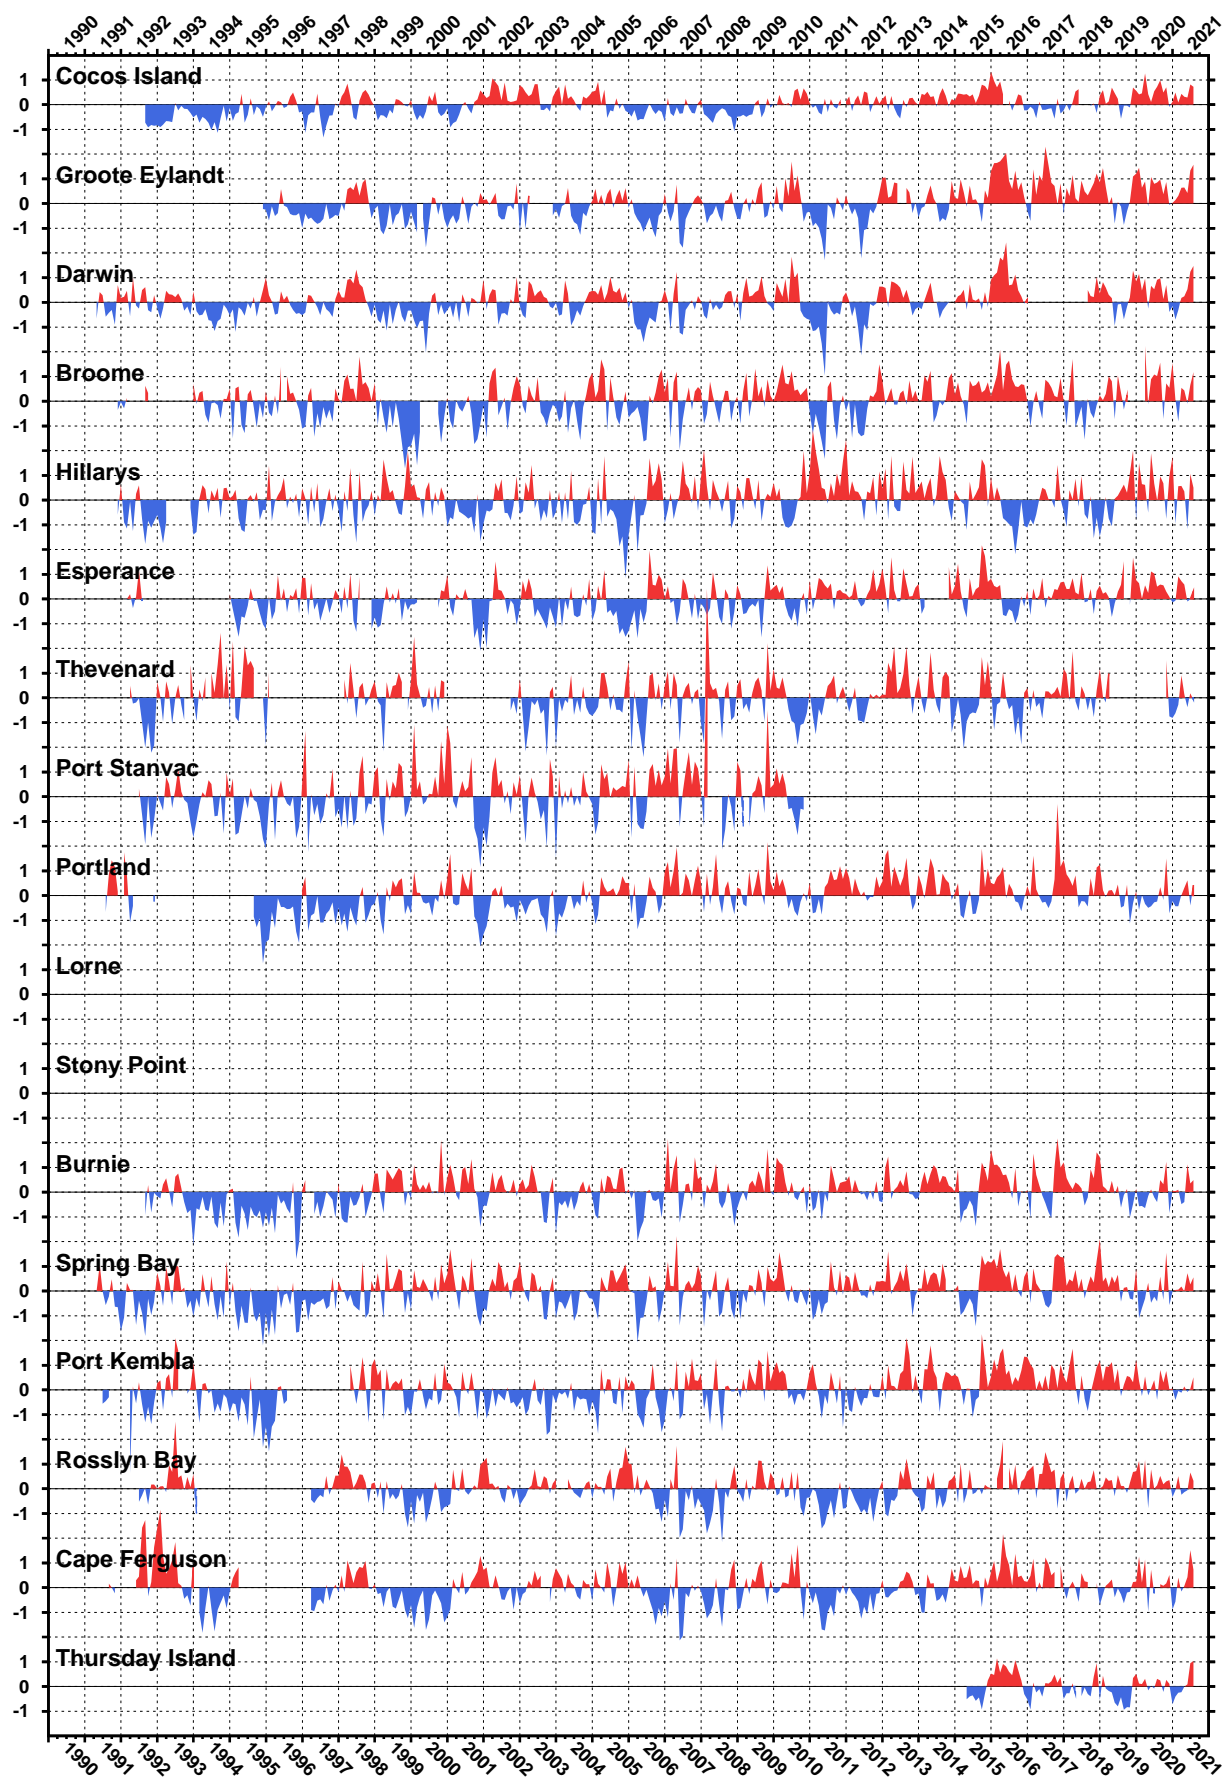 1990 1991 1992 1993 1994 1995 1996 1997 1998 1999 2000 2001 2002 2003 2004 2005 2006 2007 2008 2009 2010 2011 2012 2013 2014 2015 2016 2017 2018 2019 2020 2021
Cocos Island
1
0
-1
Groote Eylandt
1
0
-1
Darwin
1
0
-1
Broome
1
0
-1
Hillarys
1
0
-1
Esperance
1
0
-1
Thevenard
1
0
-1
Port Stanvac
1
0
-1
Portland
1
0
-1
Lorne
1
0
-1
Stony Point
1
0
-1
Burnie
1
0
-1
Spring Bay
1
0
-1
Port Kembla
1
0
-1
Rosslyn Bay
1
0
-1
Cape Ferguson
1
0
-1
Thursday Island
1
0
-1
1990 1991 1992 1993 1994 1995 1996 1997 1998 1999 2000 2001 2002 2003 2004 2005 2006 2007 2008 2009 2010 2011 2012 2013 2014 2015 2016 2017 2018 2019 2020 2021